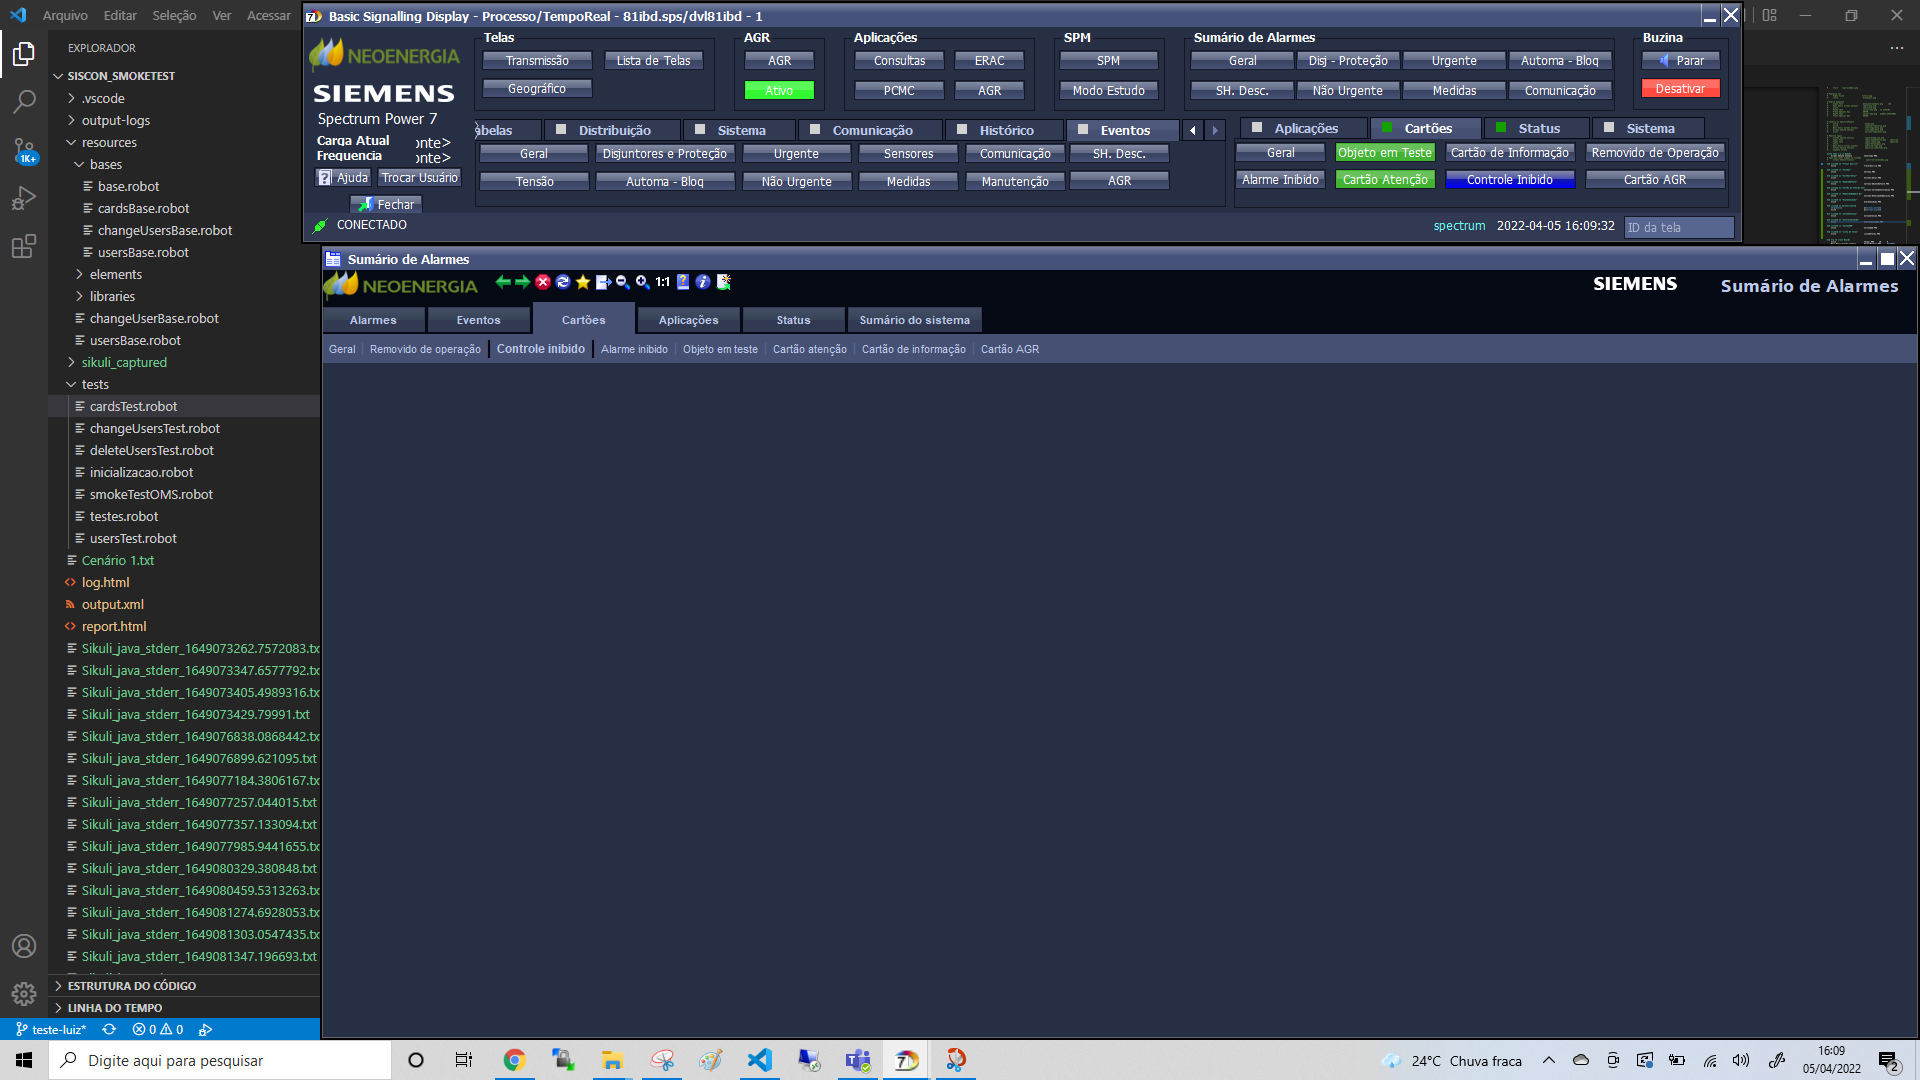 Arquivo Editar Seleção Ver Acessar
EXPLORADOR
SISCON_SMOKETEST
.vscode
output-logs
resources
bases
base.robot
cardsBase.robot
changeUsersBase.robot
usersBase.robot
elements
libraries
changeUserBase.robot
usersBase.robot
sikuli_captured
tests
cardsTest.robot
changeUsersTest.robot
deleteUsersTest.robot
inicializacao.robot
smokeTestOMS.robot
testes.robot
usersTest.robot
Cenário 1.txt
log.html
output.xml
report.html
Sikuli_java_stderr_1649073262.7572083.tx
Sikuli_java_stderr_1649073347.6577792.tx
Sikuli_java_stderr_1649073405.4989316.tx
Sikuli_java_stderr_1649073429.79991.txt
Sikuli_java_stderr_1649076838.0868442.tx
Sikuli_java_stderr_1649076899.621095.txt
Sikuli_java_stderr_1649077184.3806167.tx
Sikuli_java_stderr_1649077257.044015.txt
Sikuli_java_stderr_1649077357.133094.txt
Sikuli_java_stderr_1649077985.9441655.tx
Sikuli_java_stderr_1649080329.380848.txt
Sikuli_java_stderr_1649080459.5313263.tx
Sikuli_java_stderr_1649081274.6928053.tx
Sikuli_java_stderr_1649081303.0547435.tx
Sikuli_java_stderr_1649081347.196693.txt
ESTRUTURA DO CÓDIGO
LINHA DO TEMPO
1K+
teste-luiz* 0 0
Basic Signalling Display - Processo/TempoReal - 81ibd.sps/dvl81ibd - 1
NEOENERGIA
SIEMENS
Spectrum Power 7
Carga Atual onte>
Frequencia onte>
Ajuda Trocar Usuário
Fechar
CONECTADO
Telas
Transmissão Lista de Telas
Geográfico
AGR
AGR
Ativo
Aplicações
Consultas ERAC
PCMC AGR
SPM
SPM
Modo Estudo
Sumário de Alarmes
Geral Disj - Proteção Urgente Automa - Bloq
SH. Desc. Não Urgente Medidas Comunicação
Buzina
Parar
Desativar
abelas Distribuição Sistema Comunicação Histórico Eventos
Geral Disjuntores e Proteção Urgente Sensores Comunicação SH. Desc.
Tensão Automa - Bloq Não Urgente Medidas Manutenção AGR
Aplicações Cartões Status Sistema
Geral Objeto em Teste Cartão de Informação Removido de Operação
Alarme Inibido Cartão Atenção Controle Inibido Cartão AGR
spectrum 2022-04-05 16:09:32 ID da tela
Sumário de Alarmes
NEOENERGIA 1:1 SIEMENS Sumário de Alarmes
Alarmes Eventos Cartões Aplicações Status Sumário do sistema
Geral Removido de operação Controle inibido Alarme inibido Objeto em teste Cartão atenção Cartão de informação Cartão AGR
Digite aqui para pesquisar
24°C Chuva fraca
16:09
05/04/2022
2